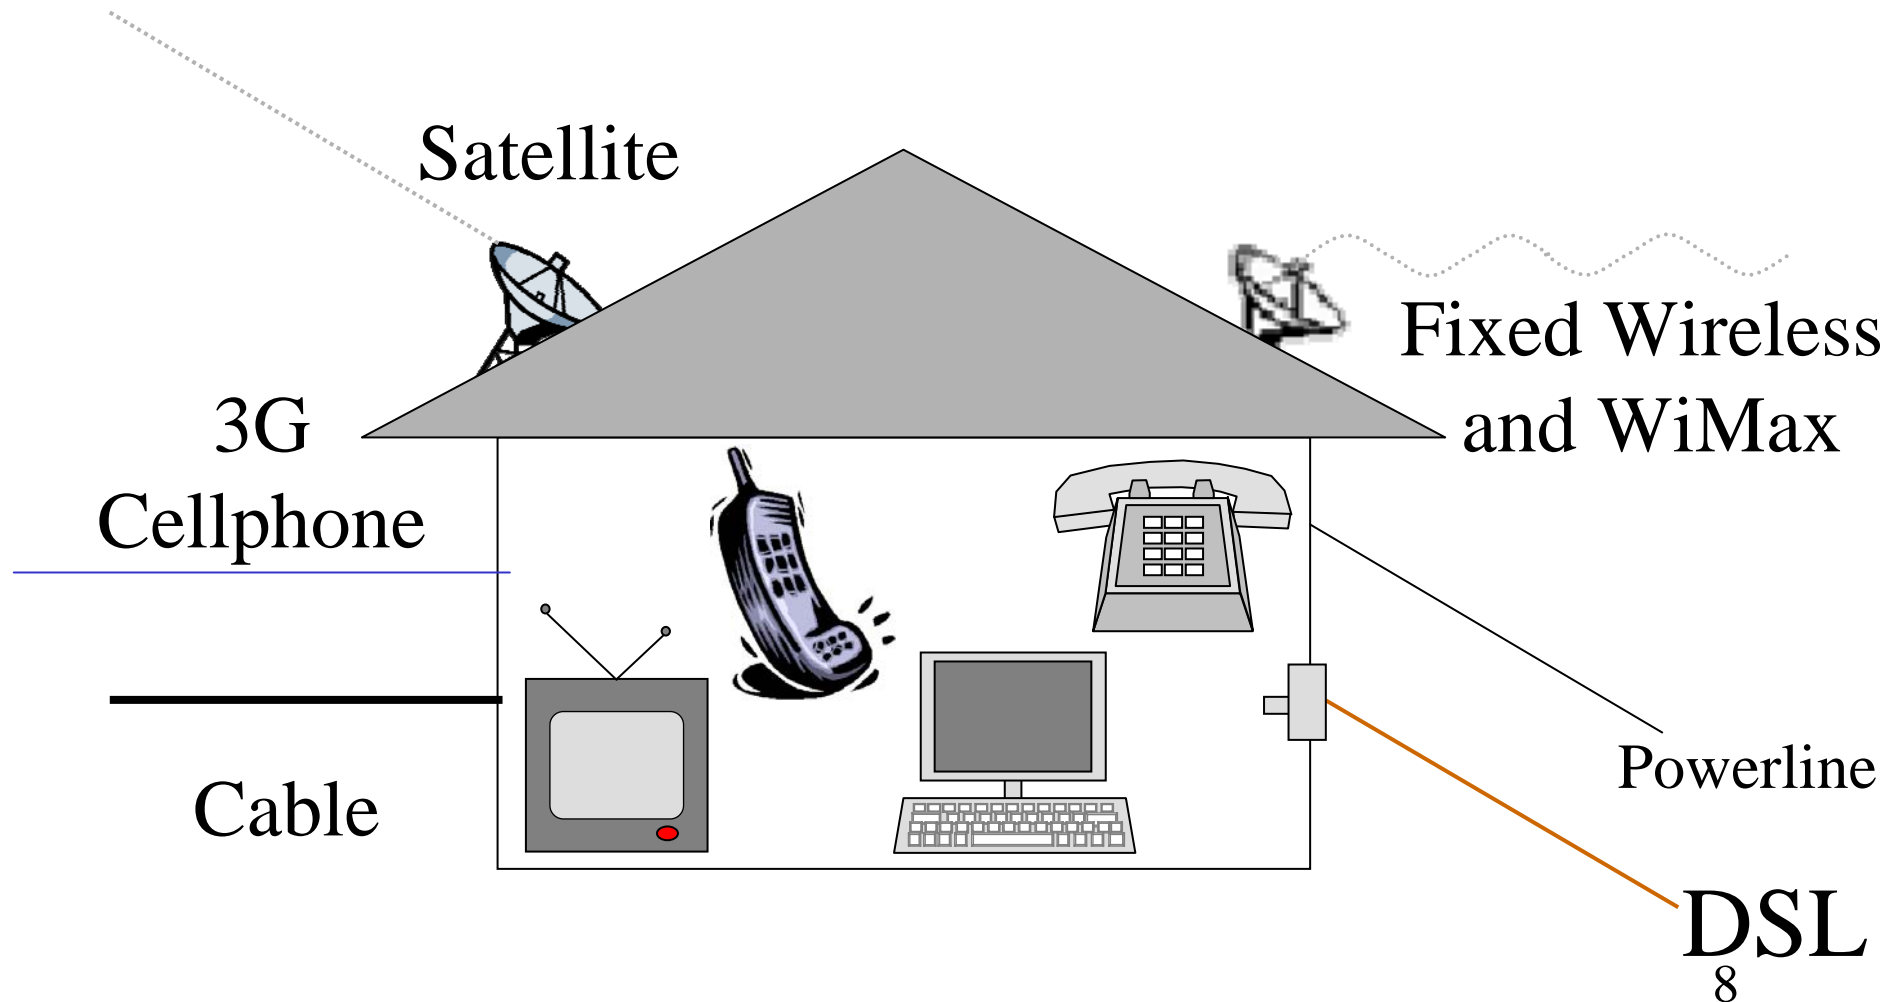 Satellite
Fixed Wireless
and WiMax
3G
Cellphone
Powerline
Cable
DSL
8